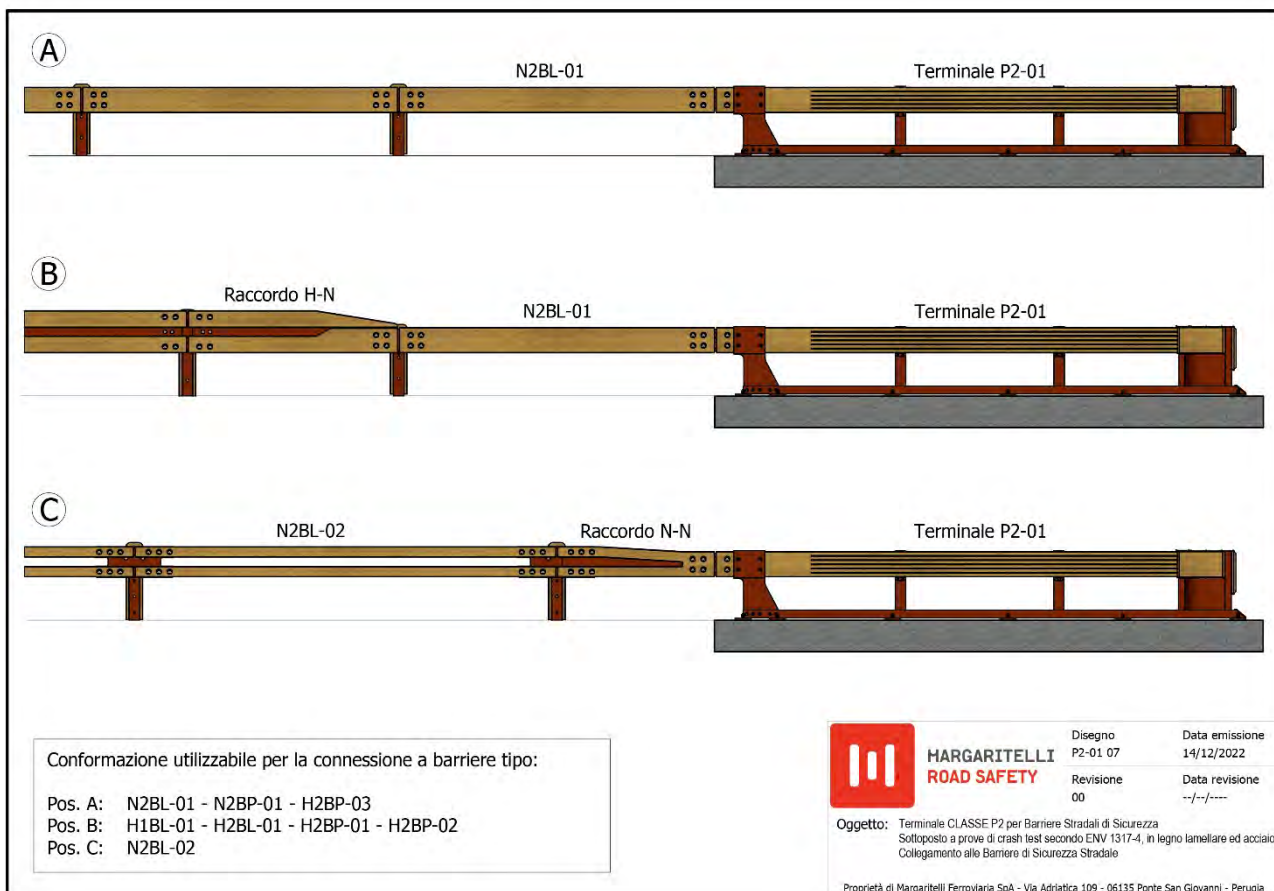 A
N2BL-01
Terminale P2-01
B
Raccordo H-N
N2BL-01
Terminale P2-01
C
N2BL-02
Raccordo N-N
Terminale P2-01
Conformazione utilizzabile per la connessione a barriere tipo:
Pos. A: N2BL-01 - N2BP-01 - H2BP-03
Pos. B: H1BL-01 - H2BL-01 - H2BP-01 - H2BP-02
Pos. C: N2BL-02
MARGARITELLI
ROAD SAFETY
Disegno
P2-01 07
Data emissione
14/12/2022
Revisione
00
Data revisione
--/--/----
Oggetto: Terminale CLASSE P2 per Barriere Stradali di Sicurezza
Sottoposto a prove di crash test secondo ENV 1317-4, in legno lamellare ed acciaio
Collegamento alle Barriere di Sicurezza Stradale
Proprietà di Margaritelli Ferroviaria SpA - Via Adriatica 109 - 06135 Ponte San Giovanni - Perugia